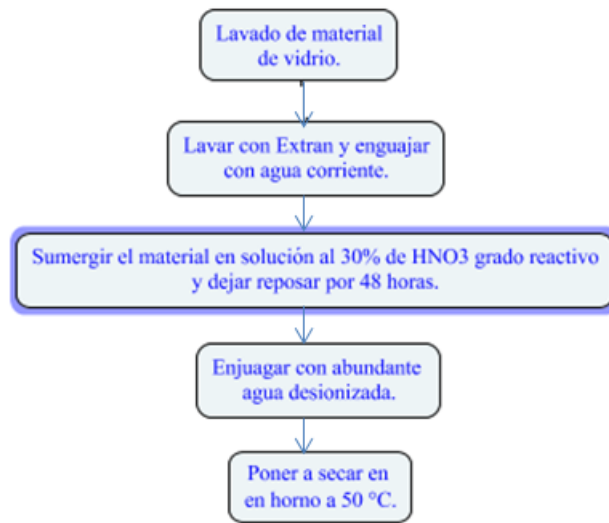 Lavado de material
de vidrio.
Lavar con Extran y enguajar
con agua corriente.
Sumergir el material en solución al 30% de HNO3 grado reactivo
y dejar reposar por 48 horas.
Enjuagar con abundante
agua desionizada.
Poner a secar en
en horno a 50 °C.